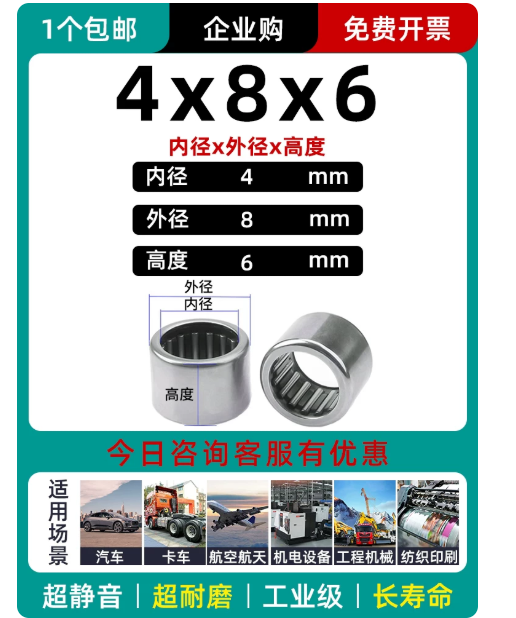 1个包邮 企业购 免费开票
4x8x6
内径x外径x高度
内径 4 mm
外径 8 mm
高度 6 mm
外径
内径
高度
今日咨询客服有优惠
适用场景
汽车 卡车 航空航天 机电设备 工程机械 纺织印刷
超静音 | 超耐磨 | 工业级 | 长寿命